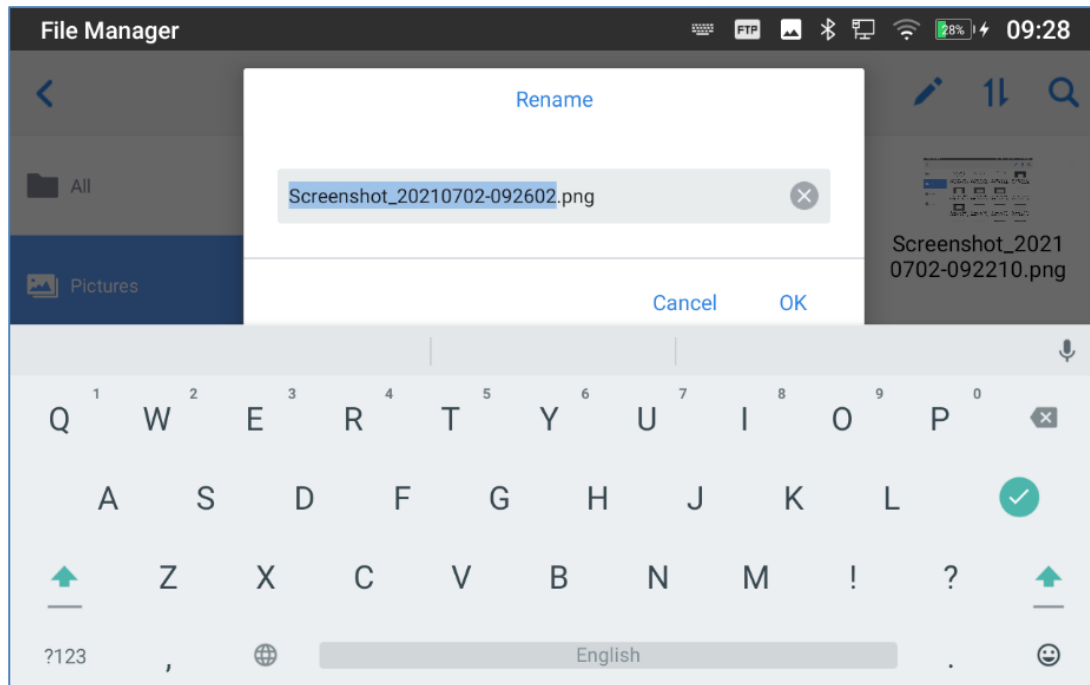 File Manager FTP 28% 09:28
Rename
All
Screenshot_20210702-092602.png
Pictures
Screenshot_2021
0702-092210.png
Cancel OK
1 2 3 4 5 6 7 8 9 0
Q W E R T Y U I O P
A S D F G H J K L
Z X C V B N M ! ?
?123 , English .